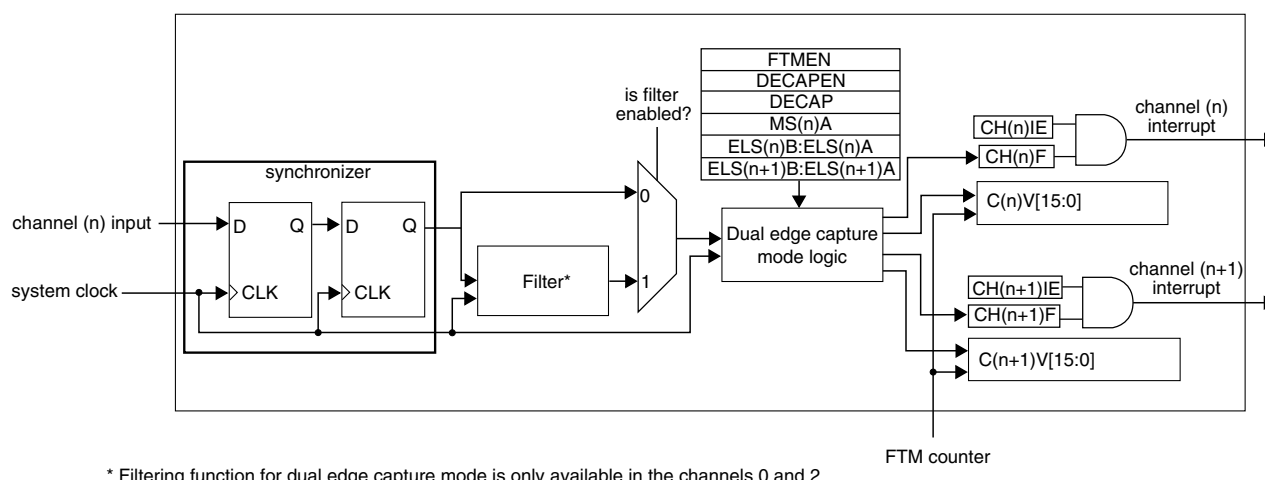 FTMEN
DECAPEN
DECAP
MS(n)A
ELS(n)B:ELS(n)A
ELS(n+1)B:ELS(n+1)A
is filter
enabled?
channel (n)
interrupt
CH(n)IE
CH(n)F
synchronizer
channel (n) input
D
Q
D
Q
0
C(n)V[15:0]
Dual edge capture
mode logic
system clock
CLK
CLK
Filter*
1
channel (n+1)
interrupt
CH(n+1)IE
CH(n+1)F
C(n+1)V[15:0]
FTM counter
* Filtering function for dual edge capture mode is only available in the channels 0 and 2